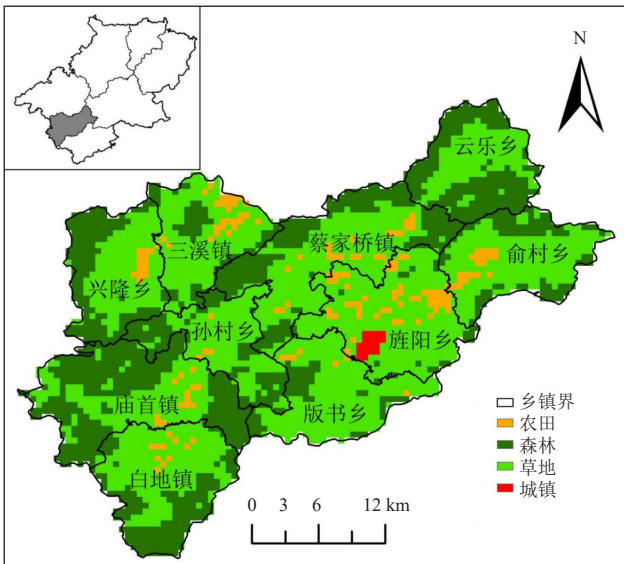 N
云乐乡
三溪镇
蔡家桥镇
俞村乡
兴隆乡
孙村乡
旌阳乡
庙首镇
版书乡
白地镇
乡镇界
农田
森林
草地
城镇
0 3 6 12 km